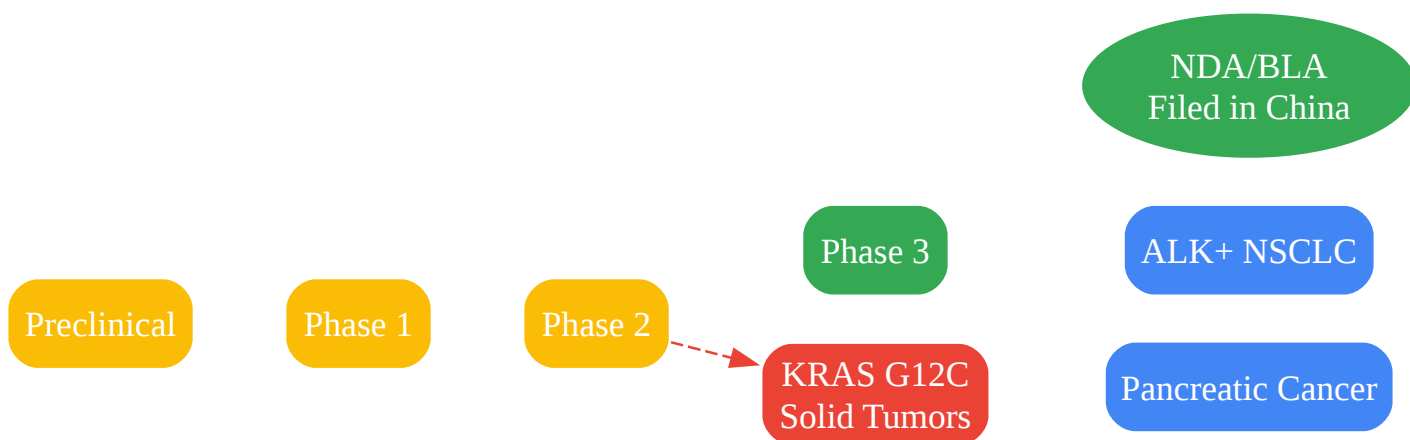 NDA/BLA
Filed in China
Phase 3
ALK+ NSCLC
Preclinical
Phase 1
Phase 2
KRAS G12C
Solid Tumors
Pancreatic Cancer